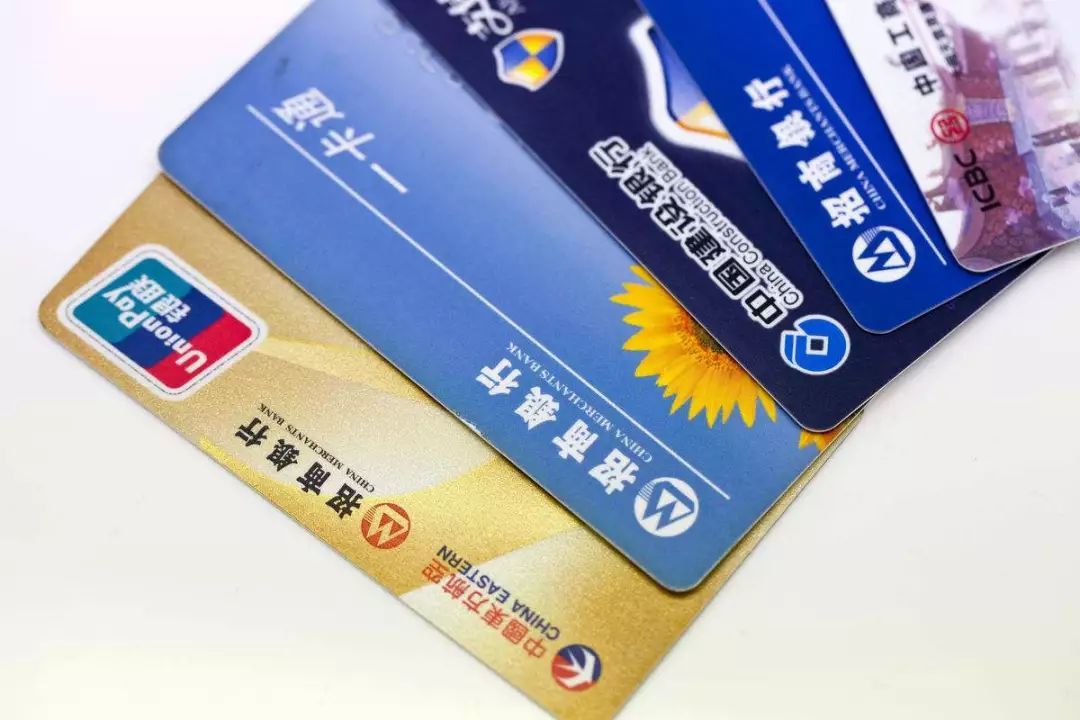 中國東方航空
CHINA EASTERN
招商银行
CHINA MERCHANTS BANK
UnionPay
银联
招商银行
CHINA MERCHANTS BANK
一卡通
中国建设银行
China Construction Bank
招商银行
CHINA MERCHANTS BANK
ICBC
中国工商